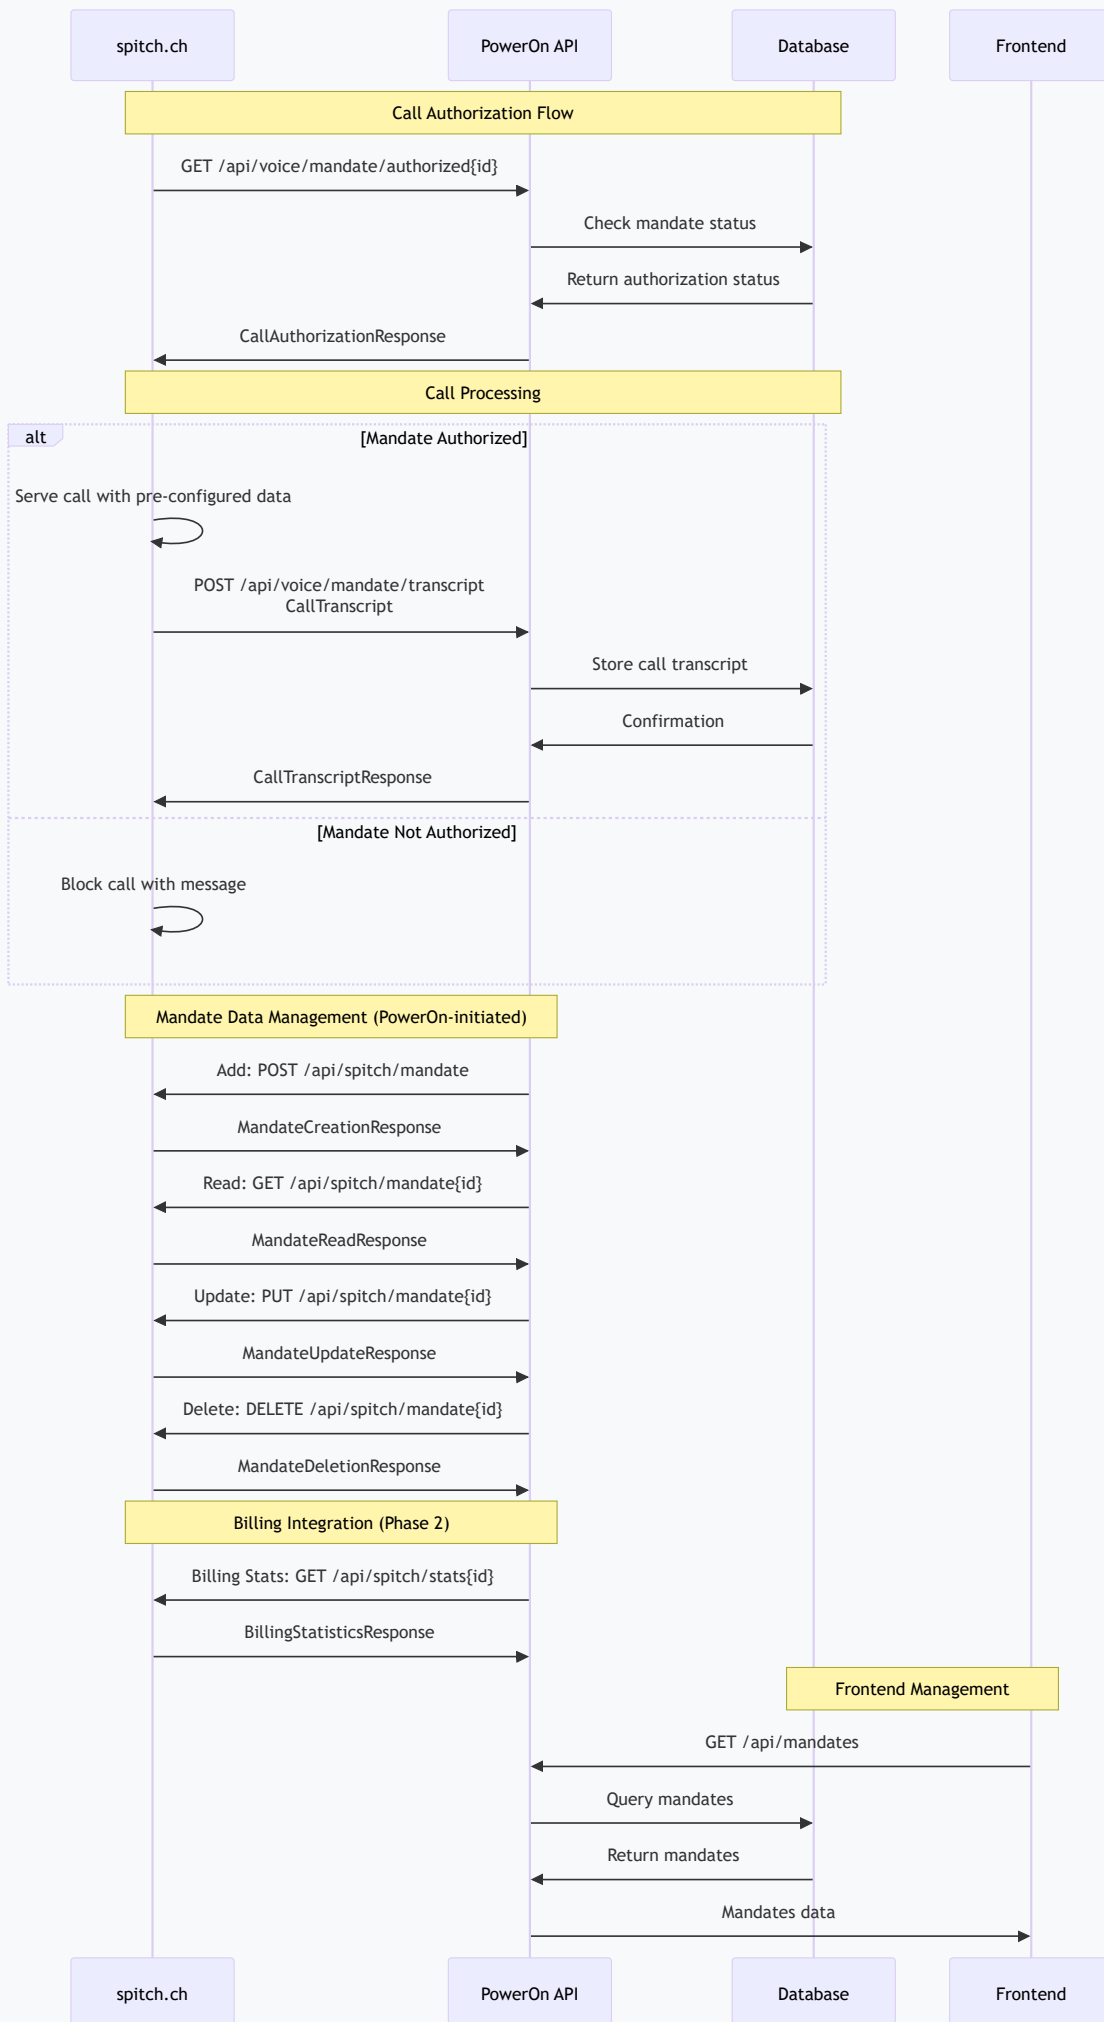 spitch.ch
PowerOn API
Database
Frontend
Call Authorization Flow
GET /api/voice/mandate/authorized{id}
Check mandate status
Return authorization status
CallAuthorizationResponse
Call Processing
alt
[Mandate Authorized]
Serve call with pre-configured data
POST /api/voice/mandate/transcript
CallTranscript
Store call transcript
Confirmation
CallTranscriptResponse
[Mandate Not Authorized]
Block call with message
Mandate Data Management (PowerOn-initiated)
Add: POST /api/spitch/mandate
MandateCreationResponse
Read: GET /api/spitch/mandate{id}
MandateReadResponse
Update: PUT /api/spitch/mandate{id}
MandateUpdateResponse
Delete: DELETE /api/spitch/mandate{id}
MandateDeletionResponse
Billing Integration (Phase 2)
Billing Stats: GET /api/spitch/stats{id}
BillingStatisticsResponse
Frontend Management
GET /api/mandates
Query mandates
Return mandates
Mandates data
spitch.ch
PowerOn API
Database
Frontend